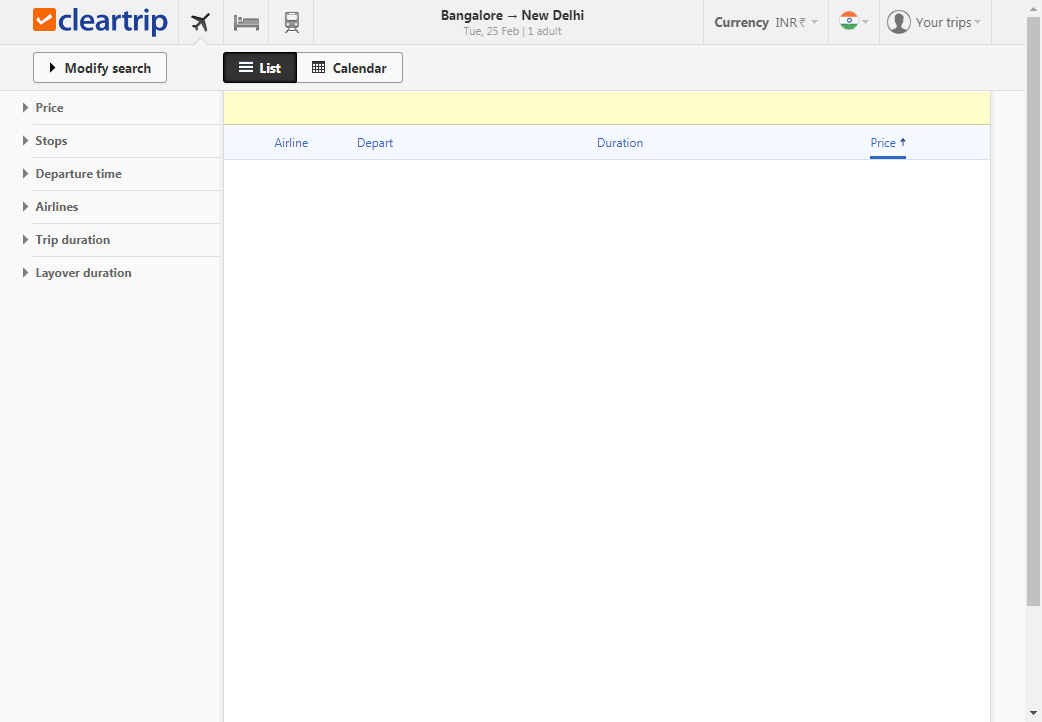 cleartrip
Bangalore → New Delhi
Tue, 25 Feb | 1 adult
Currency INR₹
Your trips
Modify search
List
Calendar
Price
Stops
Departure time
Airlines
Trip duration
Layover duration
Airline Depart Duration Price ↑